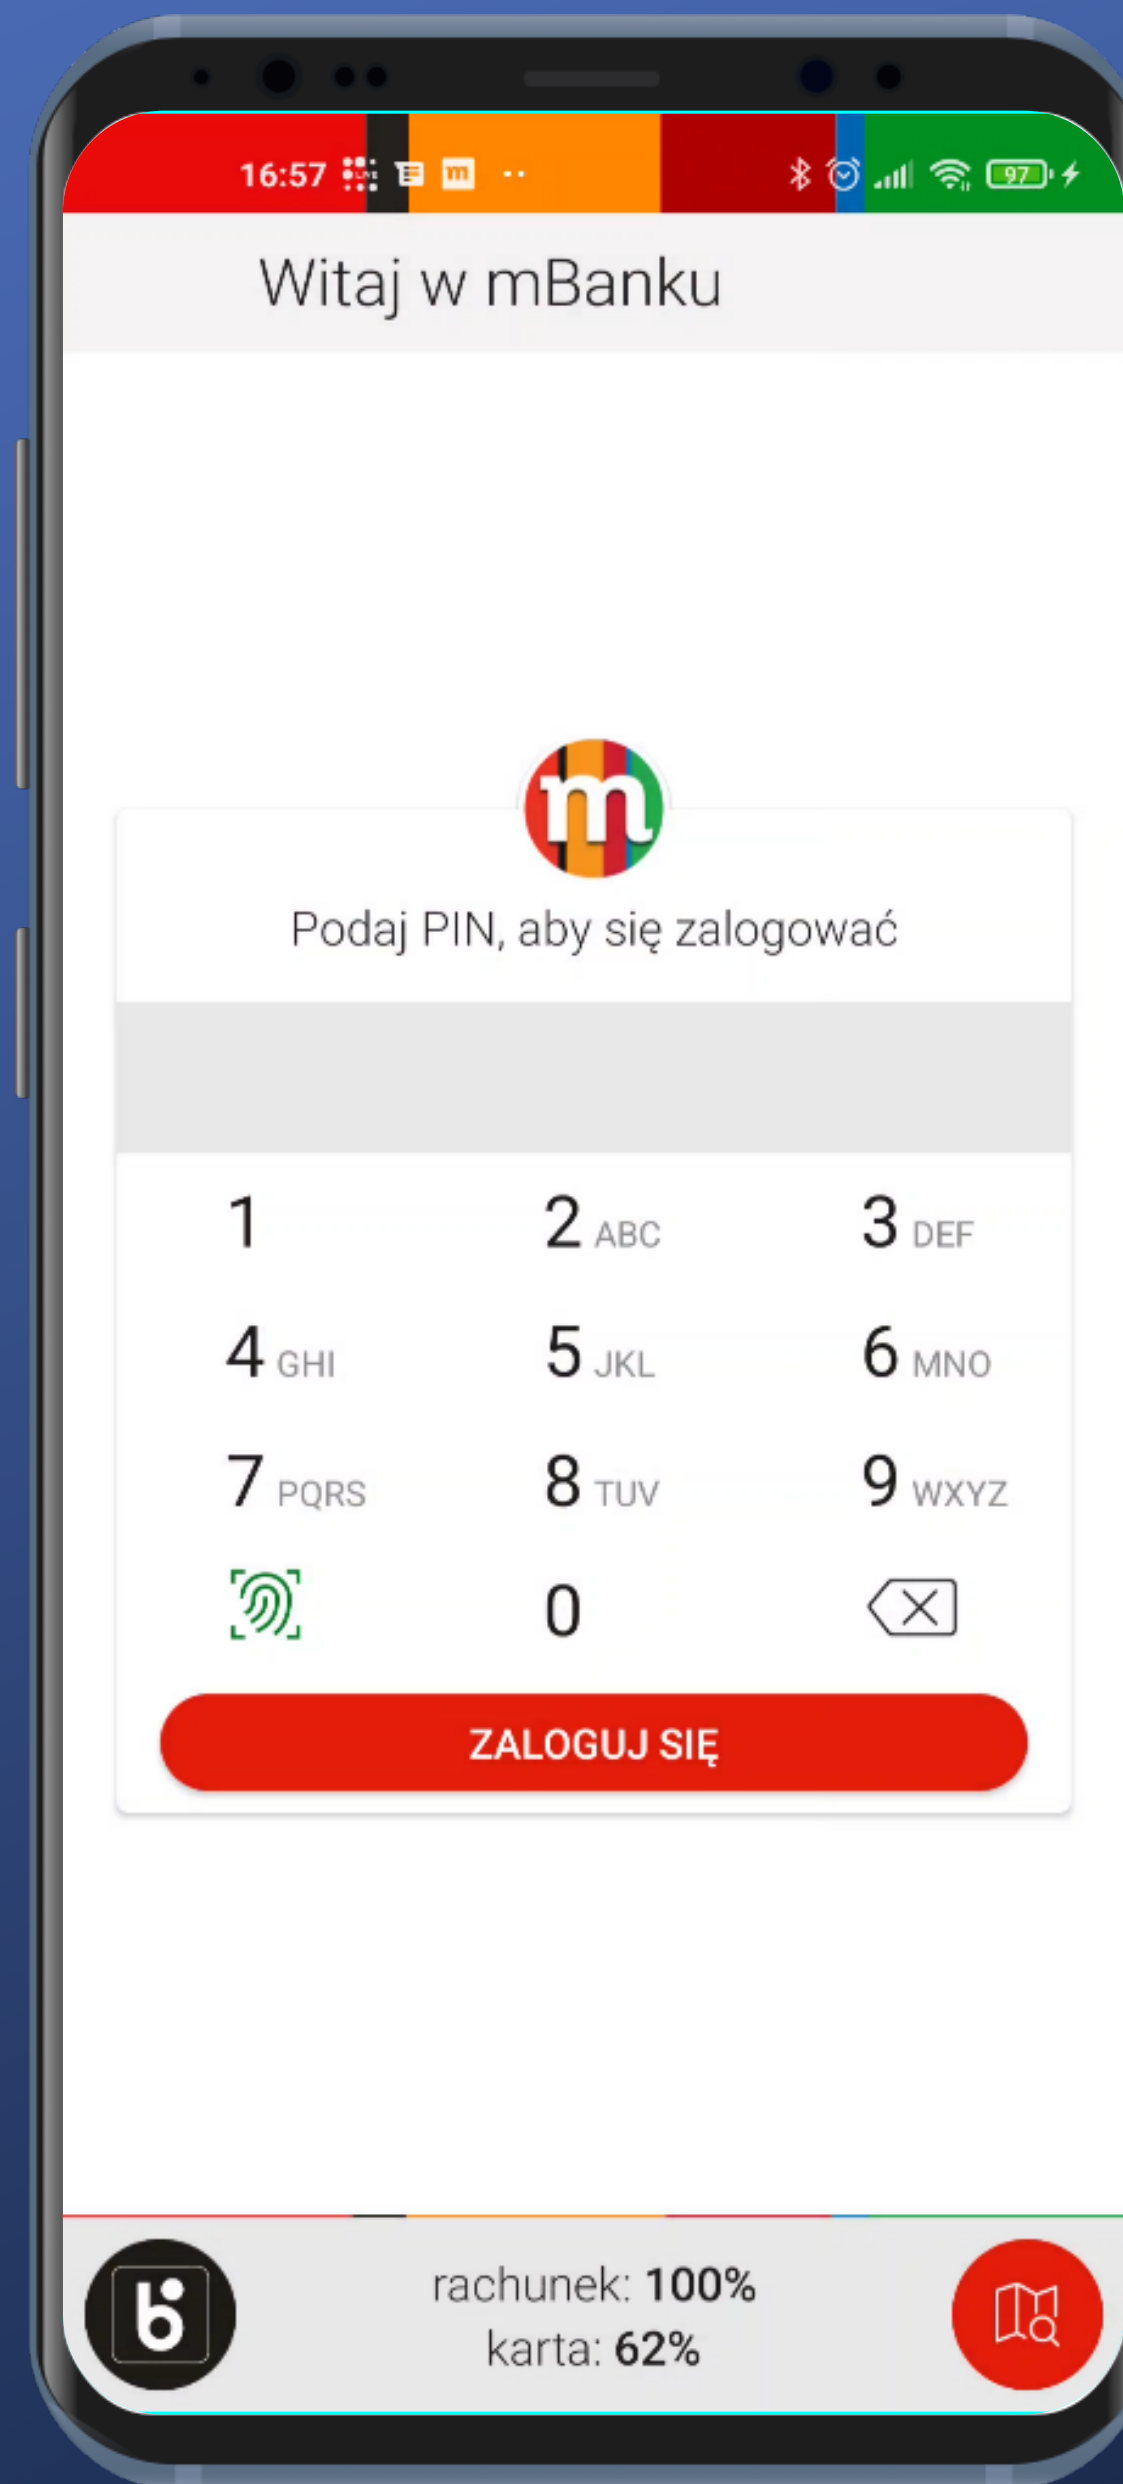 16:57 LIVE m 97
Witaj w mBanku
m
Podaj PIN, aby się zalogować
1 2 ABC 3 DEF
4 GHI 5 JKL 6 MNO
7 PQRS 8 TUV 9 WXYZ
0
ZALOGUJ SIĘ
rachunek: 100%
karta: 62%